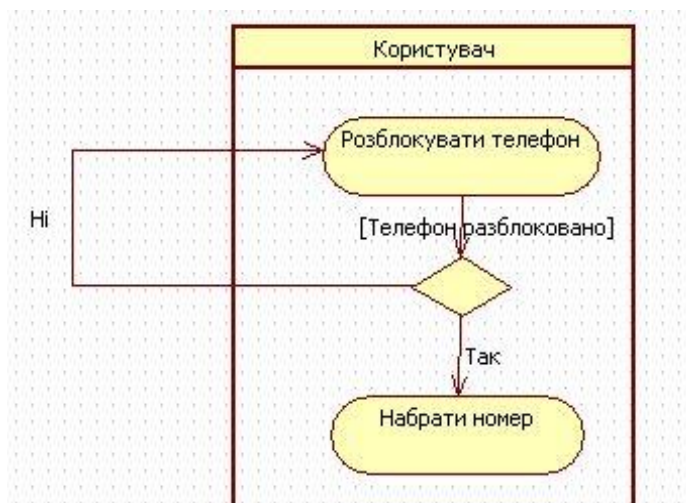 Користувач
Розблокувати телефон
Ні
[Телефон разблоковано]
Так
Набрати номер